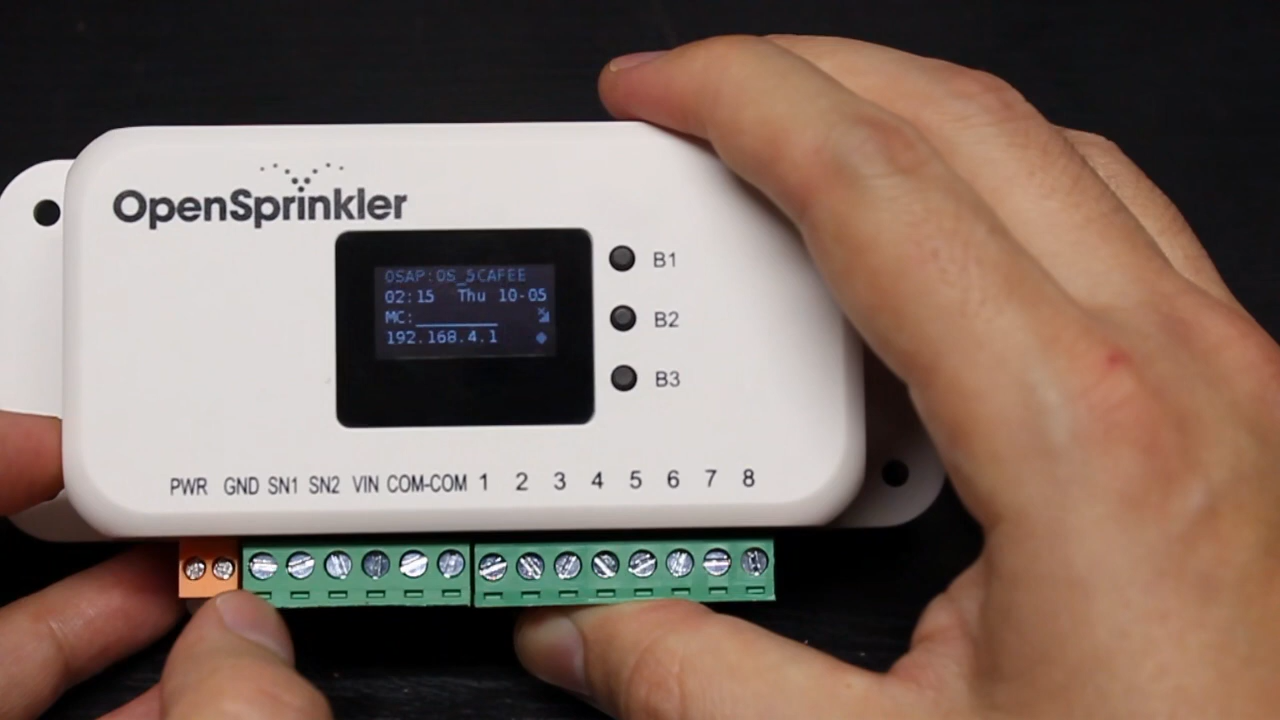 OpenSprinkler
OSAP:OS_5CAFEE
02:15 Thu 10-05
MC:________
192.168.4.1
B1
B2
B3
PWR GND SN1 SN2 VIN COM-COM 1 2 3 4 5 6 7 8